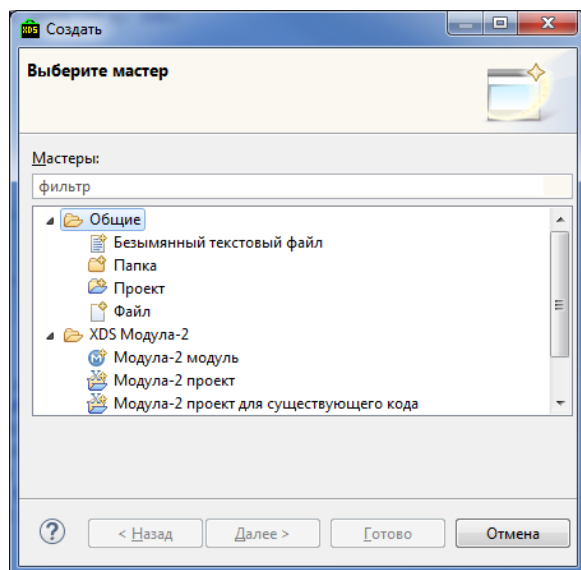 XDS Создать
Выберите мастер
Мастеры:
фильтр
Общие
Безымянный текстовый файл
Папка
Проект
Файл
XDS Модула-2
Модула-2 модуль
Модула-2 проект
Модула-2 проект для существующего кода
? < Назад Далее > Готово Отмена